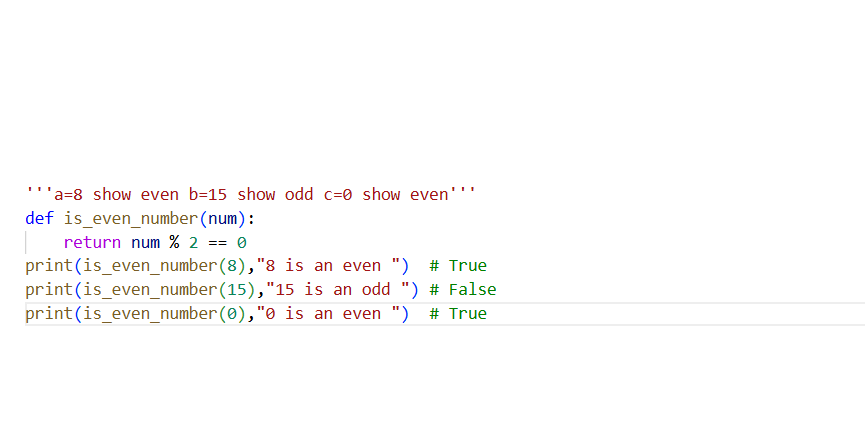 '''a=8 show even b=15 show odd c=0 show even'''
def is_even_number(num):
    return num % 2 == 0
print(is_even_number(8),"8 is an even ")  # True
print(is_even_number(15),"15 is an odd ") # False
print(is_even_number(0),"0 is an even ")  # True